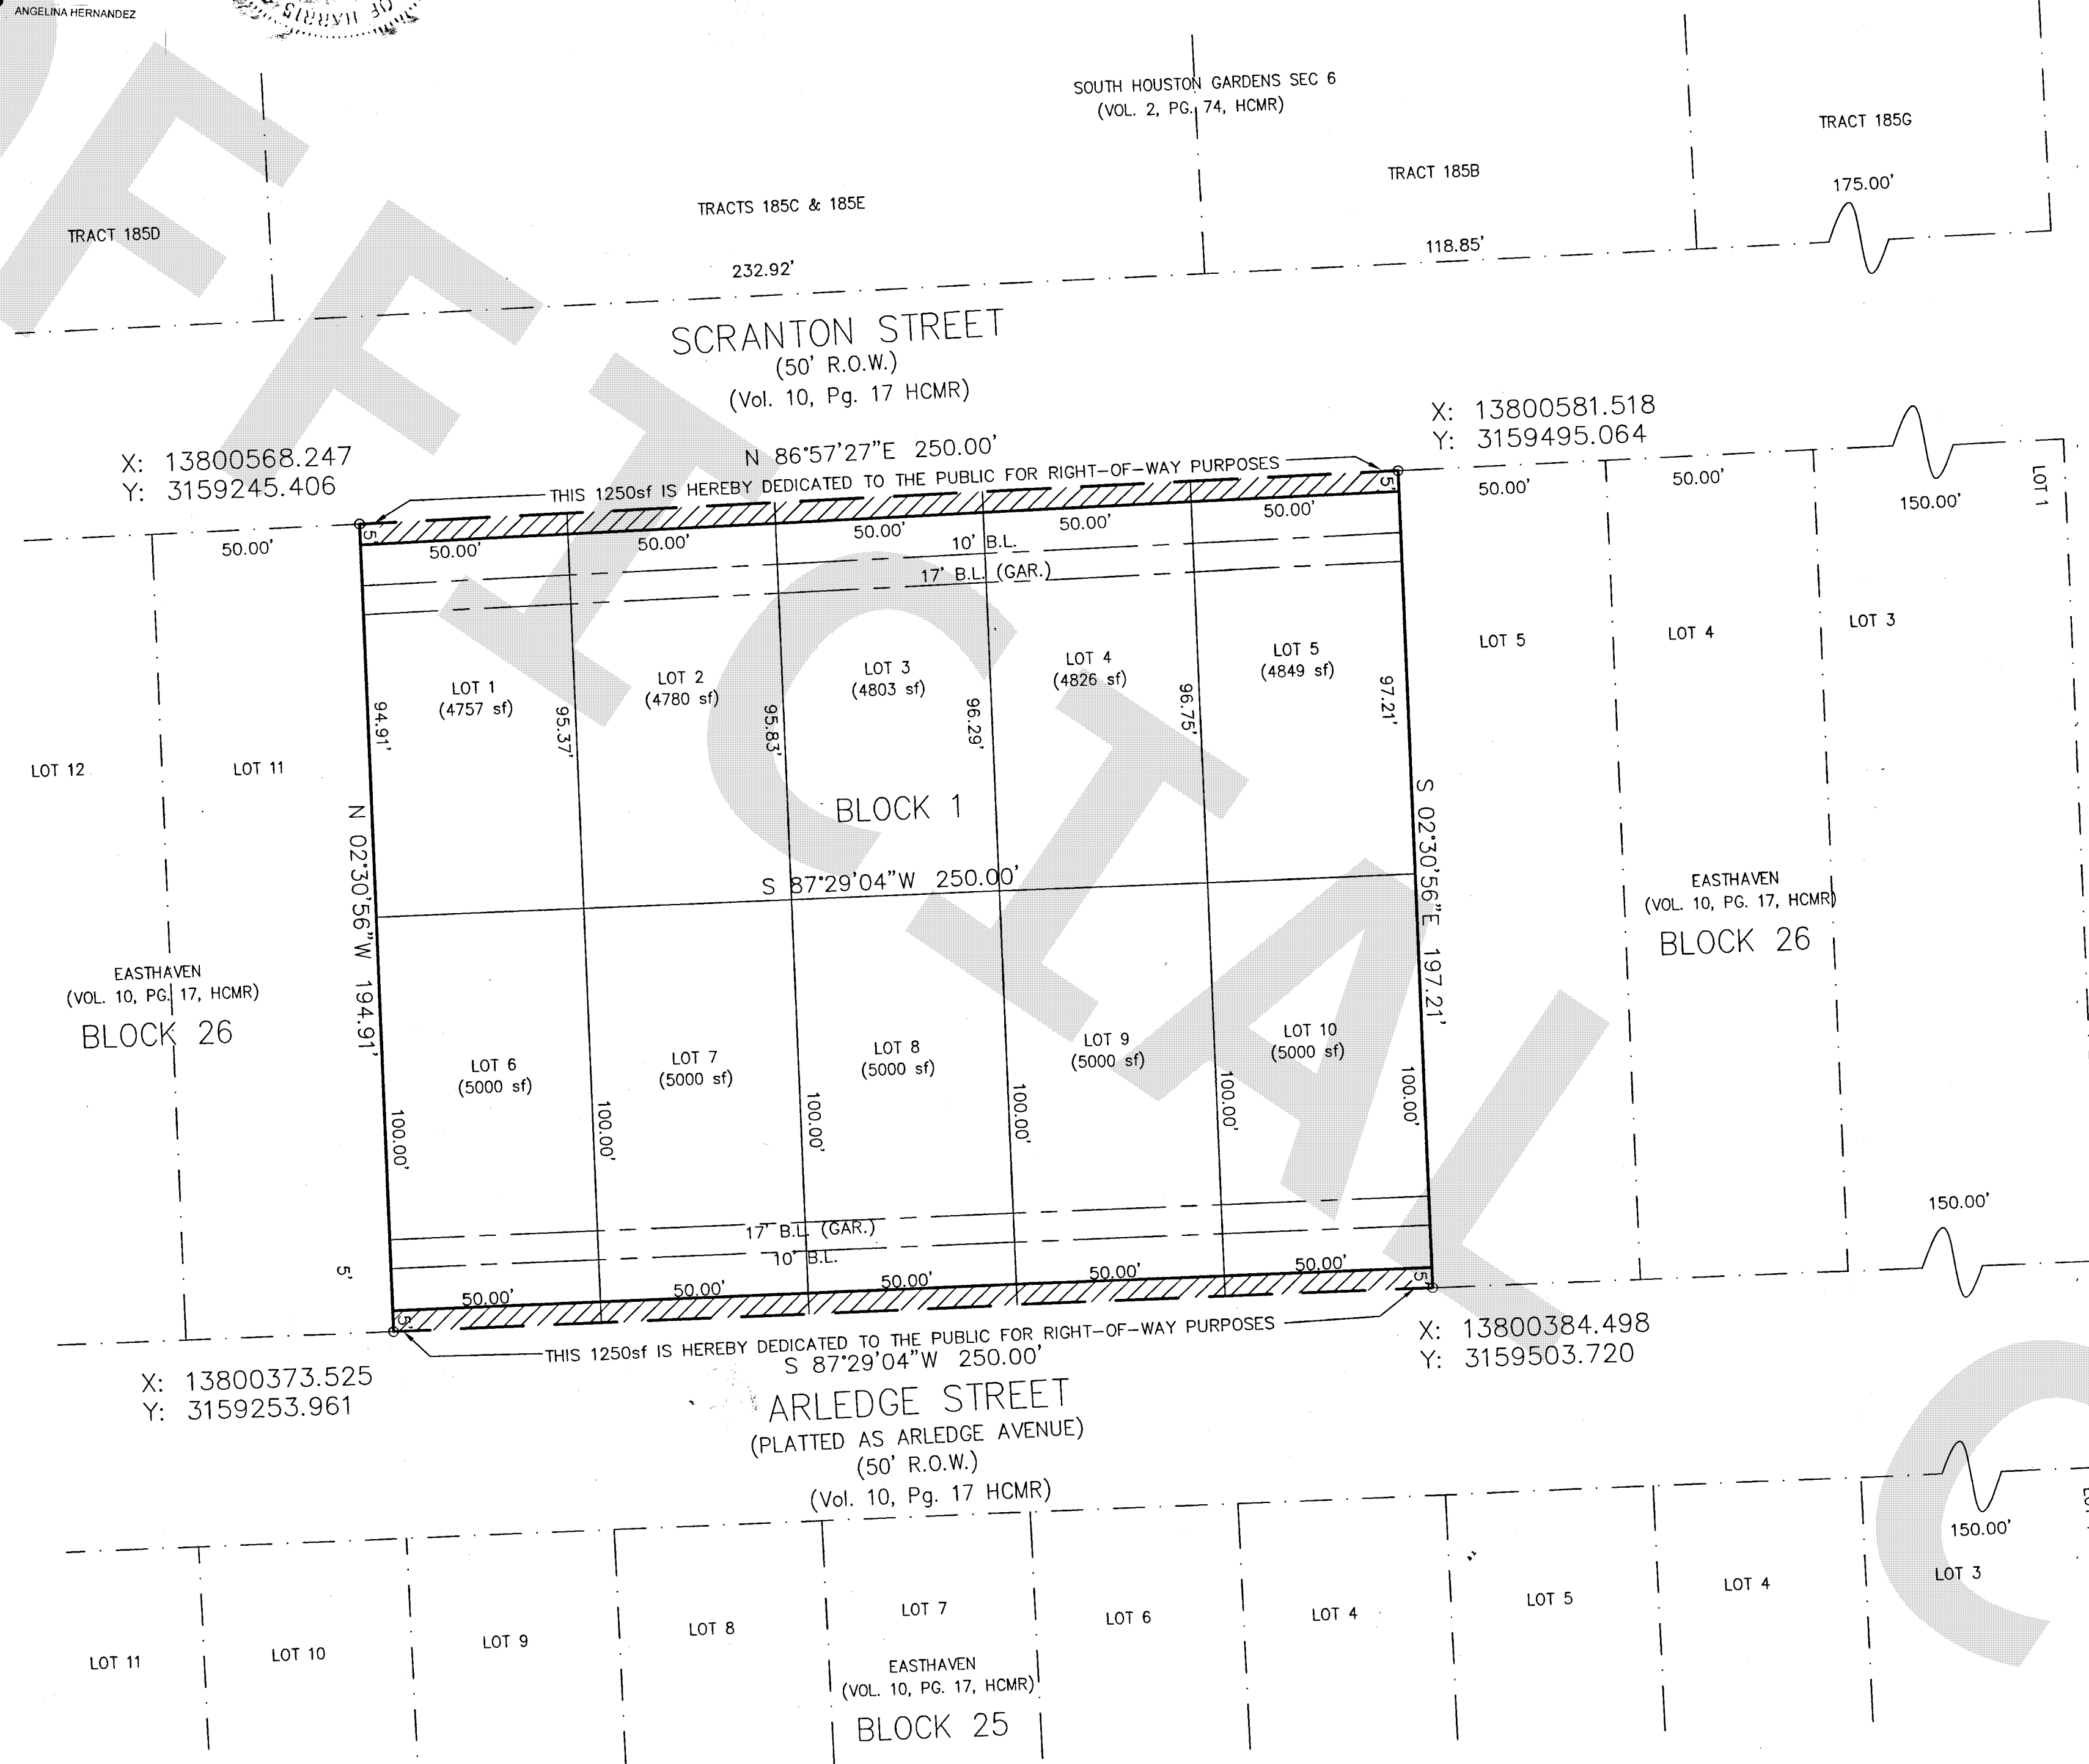 ANGELINA HERNANDEZ
OF HARRIS
SOUTH HOUSTON GARDENS SEC 6
(VOL. 2, PG. 74, HCMR)
TRACT 185G
175.00'
TRACT 185B
118.85'
TRACTS 185C & 185E
232.92'
TRACT 185D
SCRANTON STREET
(50' R.O.W.)
(Vol. 10, Pg. 17 HCMR)
X: 13800568.247
Y: 3159245.406
X: 13800581.518
Y: 3159495.064
N 86°57'27"E 250.00'
THIS 1250sf IS HEREBY DEDICATED TO THE PUBLIC FOR RIGHT-OF-WAY PURPOSES
5'
5'
50.00'
50.00'
50.00'
50.00'
50.00'
50.00'
50.00'
50.00'
150.00'
LOT 1
10' B.L.
17' B.L. (GAR.)
LOT 1
(4757 sf)
LOT 2
(4780 sf)
LOT 3
(4803 sf)
LOT 4
(4826 sf)
LOT 5
(4849 sf)
LOT 5
LOT 4
LOT 3
94.91'
95.37'
95.83'
96.29'
96.75'
97.21'
LOT 12
LOT 11
BLOCK 1
N 02°30'56"W 194.91'
S 02°30'56"E 197.21'
S 87°29'04"W 250.00'
EASTHAVEN
(VOL. 10, PG. 17, HCMR)
BLOCK 26
EASTHAVEN
(VOL. 10, PG. 17, HCMR)
BLOCK 26
LOT 6
(5000 sf)
LOT 7
(5000 sf)
LOT 8
(5000 sf)
LOT 9
(5000 sf)
LOT 10
(5000 sf)
100.00'
100.00'
100.00'
100.00'
100.00'
100.00'
150.00'
17' B.L. (GAR.)
10' B.L.
5'
50.00'
50.00'
50.00'
50.00'
50.00'
5'
5'
THIS 1250sf IS HEREBY DEDICATED TO THE PUBLIC FOR RIGHT-OF-WAY PURPOSES
S 87°29'04"W 250.00'
X: 13800373.525
Y: 3159253.961
X: 13800384.498
Y: 3159503.720
ARLEDGE STREET
(PLATTED AS ARLEDGE AVENUE)
(50' R.O.W.)
(Vol. 10, Pg. 17 HCMR)
150.00'
LOT 11
LOT 10
LOT 9
LOT 8
LOT 7
LOT 6
LOT 4
LOT 5
LOT 4
LOT 3
EASTHAVEN
(VOL. 10, PG. 17, HCMR)
BLOCK 25
OFFICIAL